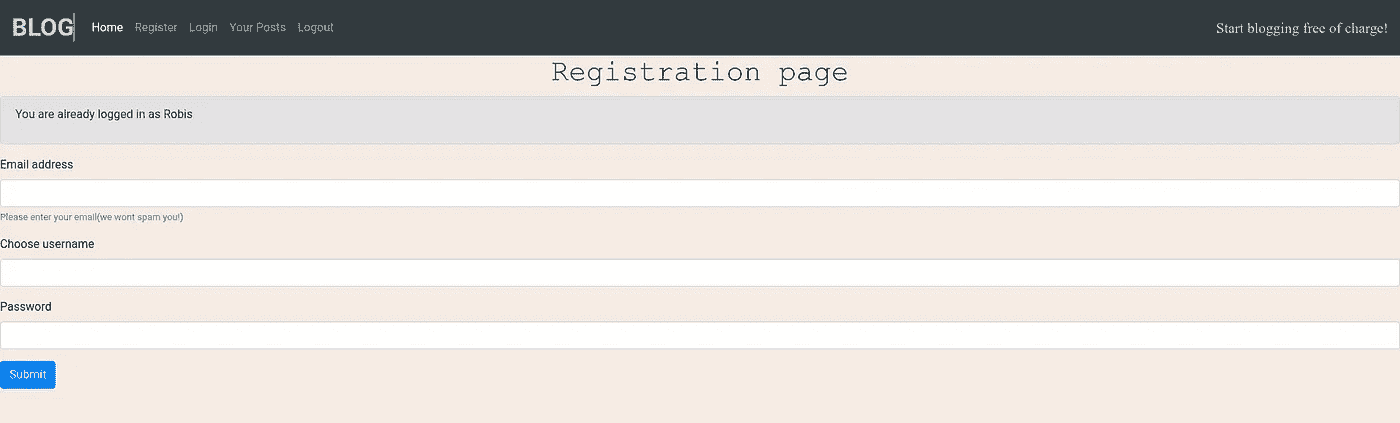 BLOG Home Register Login Your Posts Logout Start blogging free of charge!
Registration page
You are already logged in as Robis
Email address
Please enter your email(we wont spam you!)
Choose username
Password
Submit